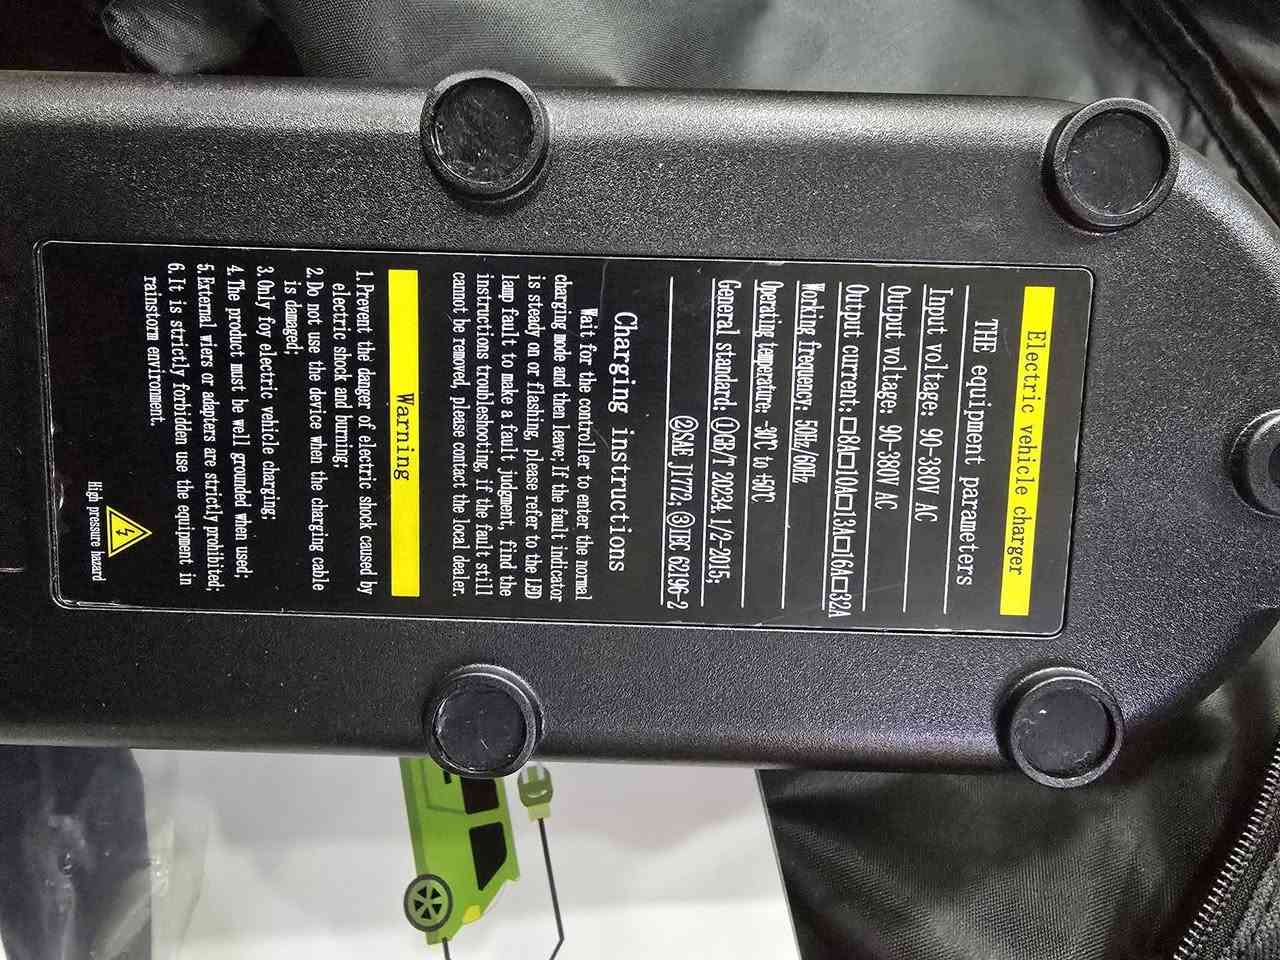 Electric vehicle charger
THE equipment parameters
Input voltage: 90-380V AC
Output voltage: 90-380V AC
Output current: □8A□10A□13A□16A□32A
Working frequency: 50Hz/60Hz
Operating temperature: -30℃ to +50℃
General standard: ①GB/T 20234.1/2-2015;
②SAE J1772; ③IEC 62196-2
Charging instructions
Wait for the controller to enter the normal
charging mode and then leave; If the fault indicator
is steady on or flashing, please refer to the LED
lamp fault to make a fault judgment, find the
instructions troubleshooting, if the fault still
cannot be removed, please contact the local dealer.
Warning
1.Prevent the danger of electric shock caused by
electric shock and burning;
2.Do not use the device when the charging cable
is damaged;
3.Only for electric vehicle charging;
4.The product must be well grounded when used;
5.External wiers or adapters are strictly prohibited;
6.It is strictly forbidden use the equipment in
rainstorm environment.
High pressure hazard